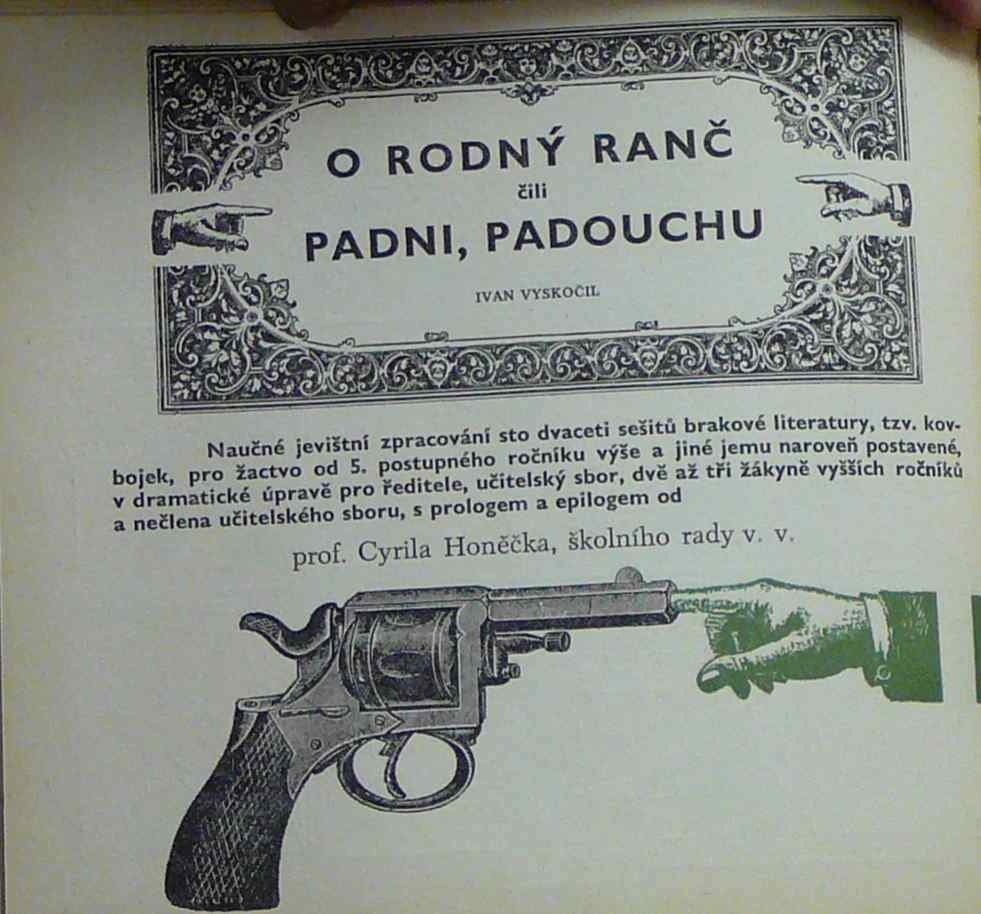 O RODNÝ RANČ
čili
PADNI, PADOUCHU
IVAN VYSKOČIL
Naučné jevištní zpracování sto dvaceti sešitů brakové literatury, tzv. kov-
bojek, pro žactvo od 5. postupného ročníku výše a jiné jemu naroveň postavené,
v dramatické úpravě pro ředitele, učitelský sbor, dvě až tři žákyně vyšších ročníků
a nečlena učitelského sboru, s prologem a epilogem od
prof. Cyrila Honěčka, školního rady v. v.